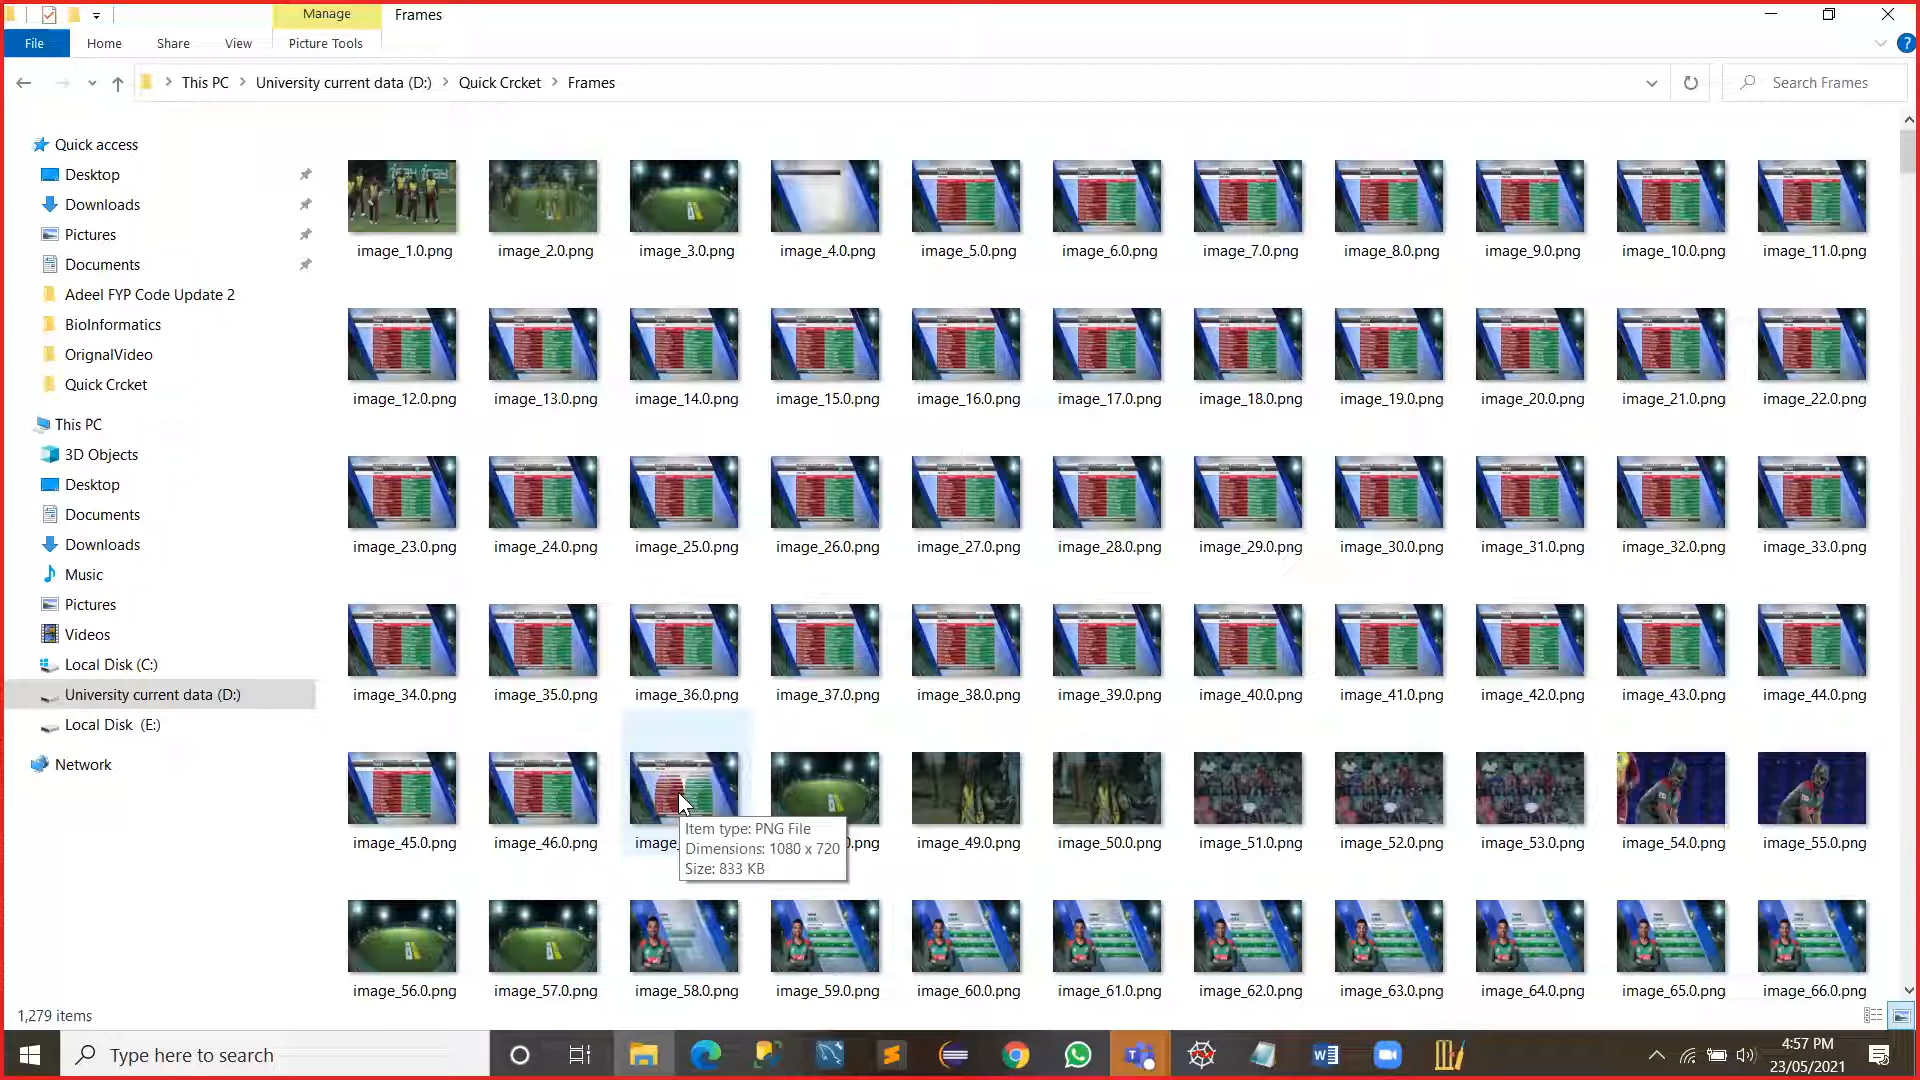 Manage
Frames
File
Home
Share
View
Picture Tools
This PC
University current data (D:)
Quick Crcket
Frames
Search Frames
Quick access
Desktop
Downloads
Pictures
Documents
Adeel FYP Code Update 2
BioInformatics
OrignalVideo
Quick Crcket
This PC
3D Objects
Desktop
Documents
Downloads
Music
Pictures
Videos
Local Disk (C:)
University current data (D:)
Local Disk (E:)
Network
image_1.0.png image_2.0.png image_3.0.png image_4.0.png image_5.0.png image_6.0.png image_7.0.png image_8.0.png image_9.0.png image_10.0.png image_11.0.png
image_12.0.png image_13.0.png image_14.0.png image_15.0.png image_16.0.png image_17.0.png image_18.0.png image_19.0.png image_20.0.png image_21.0.png image_22.0.png
image_23.0.png image_24.0.png image_25.0.png image_26.0.png image_27.0.png image_28.0.png image_29.0.png image_30.0.png image_31.0.png image_32.0.png image_33.0.png
image_34.0.png image_35.0.png image_36.0.png image_37.0.png image_38.0.png image_39.0.png image_40.0.png image_41.0.png image_42.0.png image_43.0.png image_44.0.png
image_45.0.png image_46.0.png image_49.0.png image_50.0.png image_51.0.png image_52.0.png image_53.0.png image_54.0.png image_55.0.png
Item type: PNG File
Dimensions: 1080 x 720
Size: 833 KB
image_56.0.png image_57.0.png image_58.0.png image_59.0.png image_60.0.png image_61.0.png image_62.0.png image_63.0.png image_64.0.png image_65.0.png image_66.0.png
1,279 items
Type here to search
4:57 PM
23/05/2021